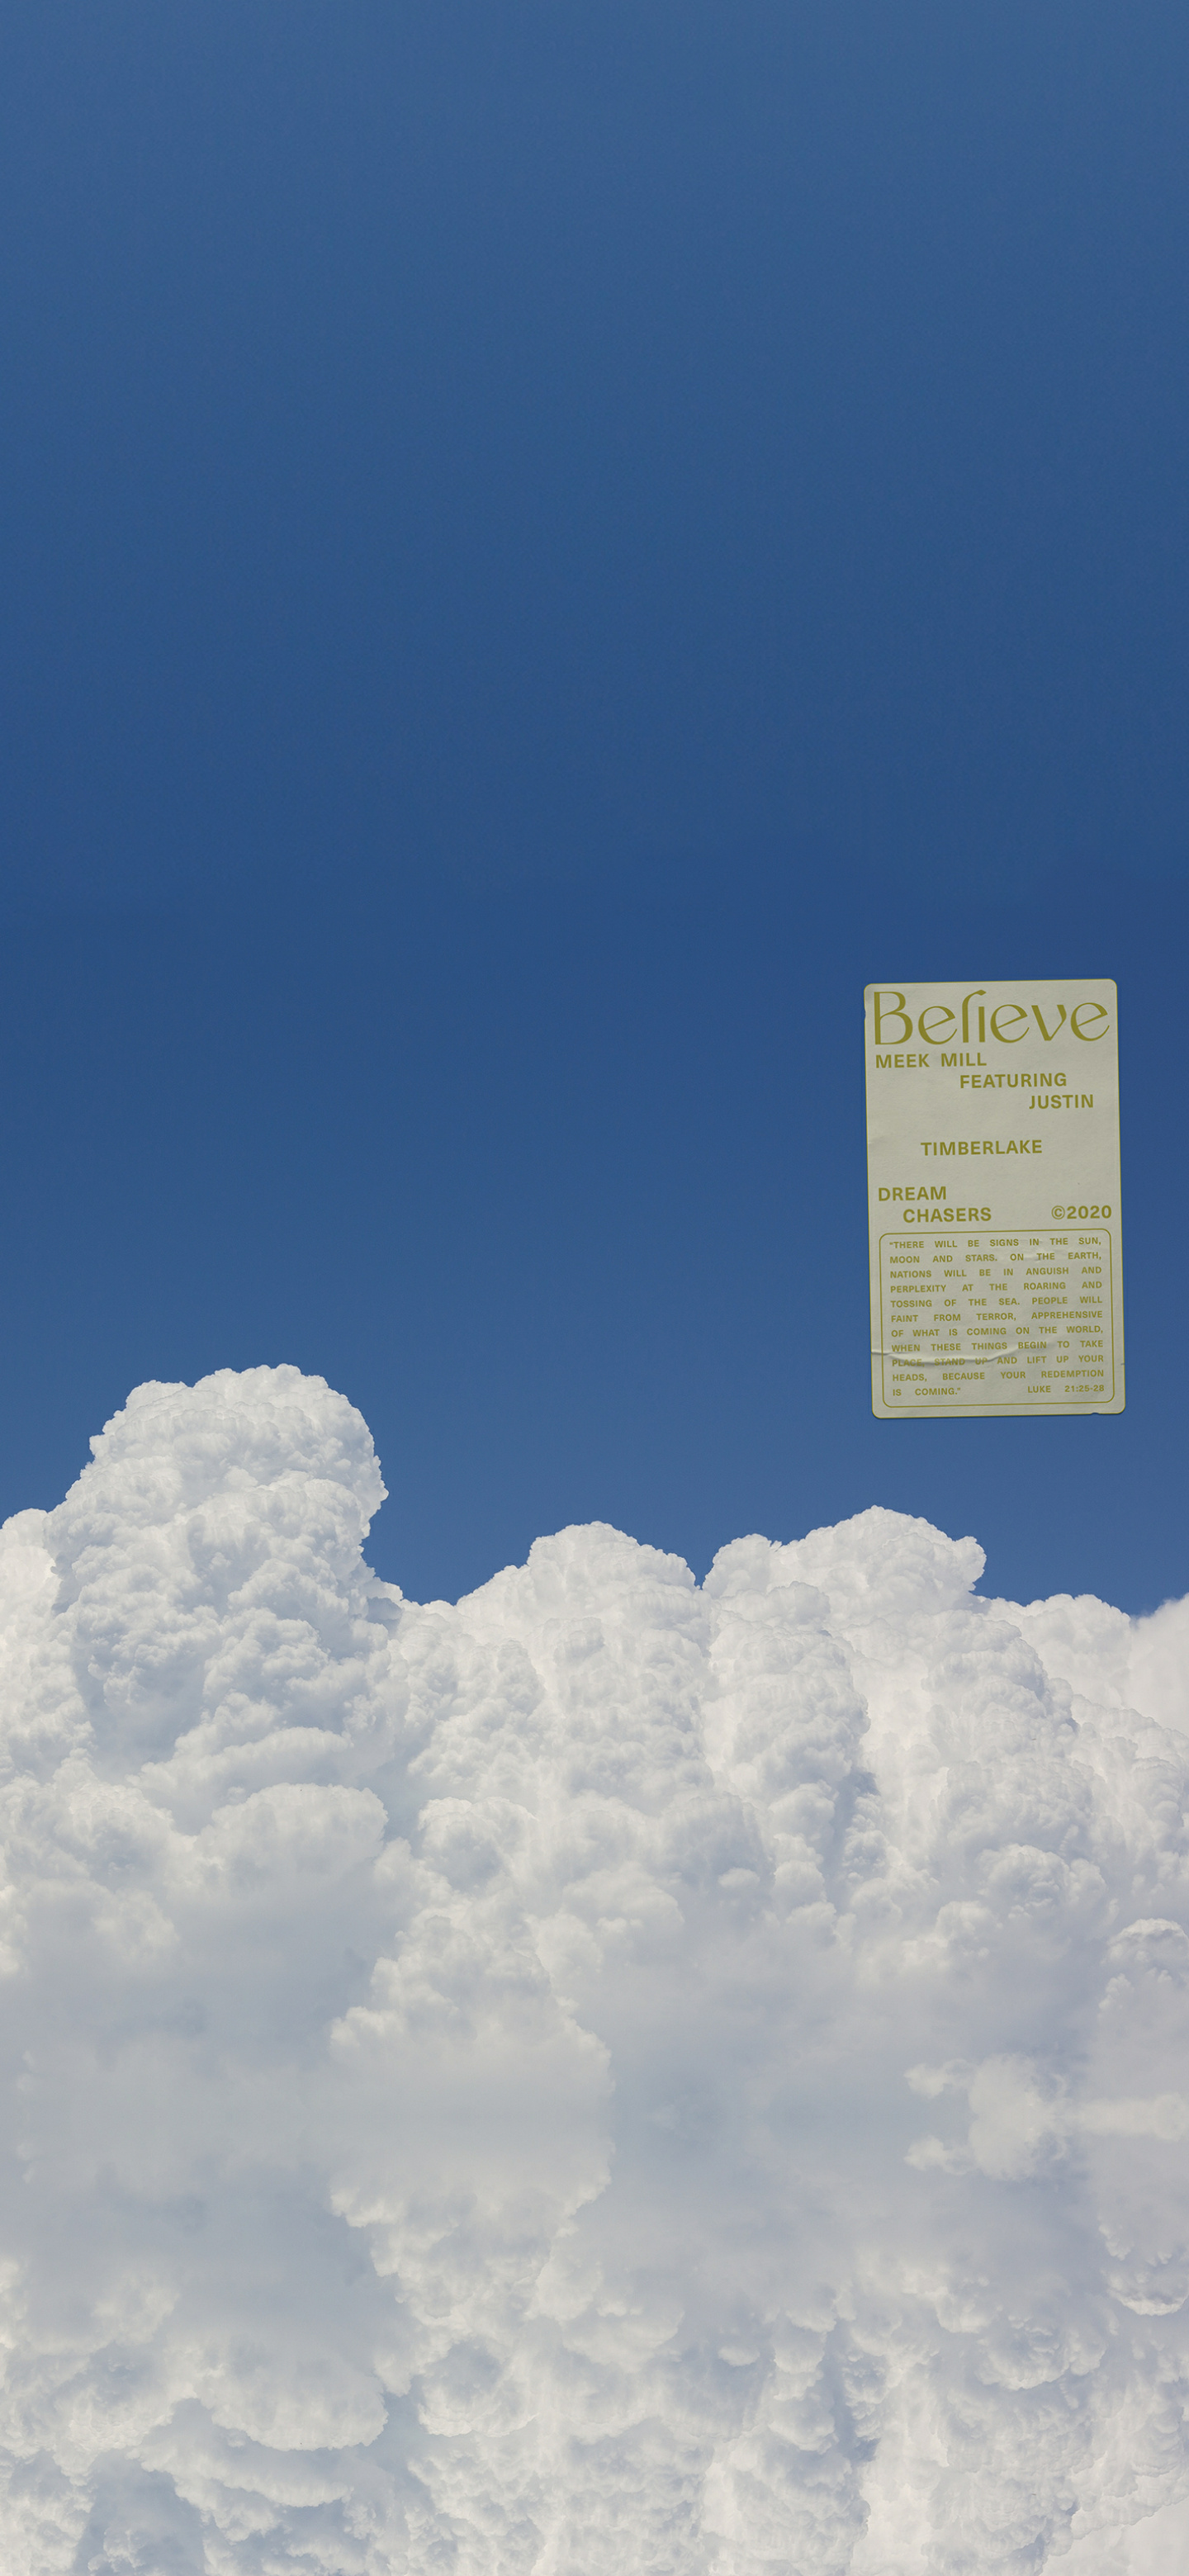 Believe
MEEK MILL
FEATURING
JUSTIN
TIMBERLAKE
DREAM
CHASERS ©2020
"THERE WILL BE SIGNS IN THE SUN,
MOON AND STARS. ON THE EARTH,
NATIONS WILL BE IN ANGUISH AND
PERPLEXITY AT THE ROARING AND
TOSSING OF THE SEA. PEOPLE WILL
FAINT FROM TERROR, APPREHENSIVE
OF WHAT IS COMING ON THE WORLD,
WHEN THESE THINGS BEGIN TO TAKE
PLACE, STAND UP AND LIFT UP YOUR
HEADS, BECAUSE YOUR REDEMPTION
IS COMING." LUKE 21:25-28